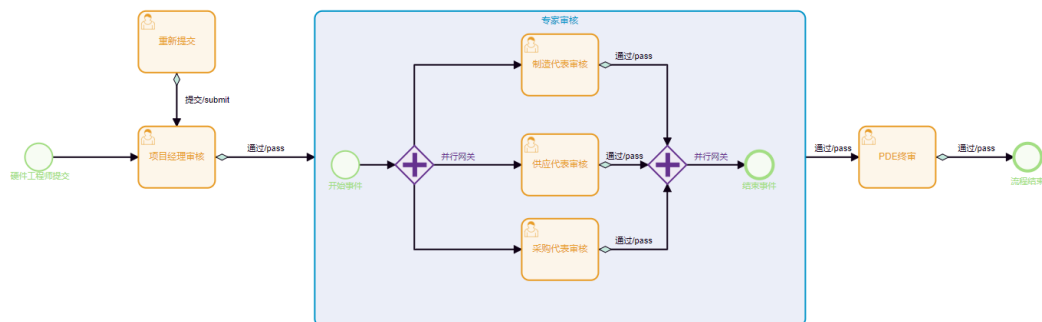 专家审核
重新提交
制造代表审核
通过/pass
提交/submit
硬件工程师提交
项目经理审核
通过/pass
开始事件
并行网关
供应代表审核
通过/pass
并行网关
结束事件
通过/pass
PDE终审
通过/pass
流程结束
采购代表审核
通过/pass